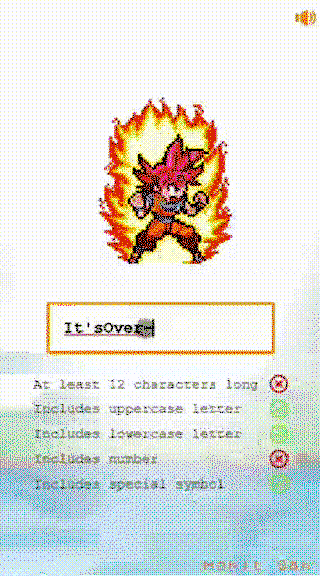 It'sOver
At least 12 characters long
Includes uppercase letter
Includes lowercase letter
Includes number
Includes special symbol